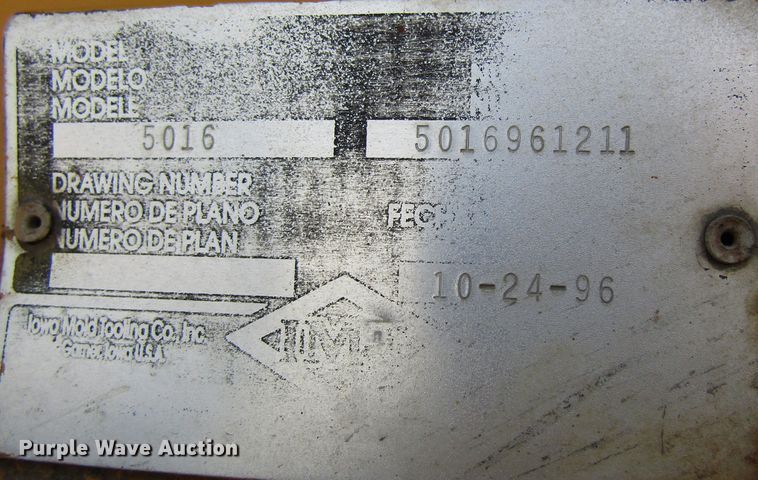 MODEL
MODELO
MODELE
5016 5016961211
DRAWING NUMBER
NUMERO DE PLANO
NUMERO DE PLAN
10-24-96
Iowa Mold Tooling Co., Inc.
Garner, Iowa U.S.A.
IMT
Purple Wave Auction